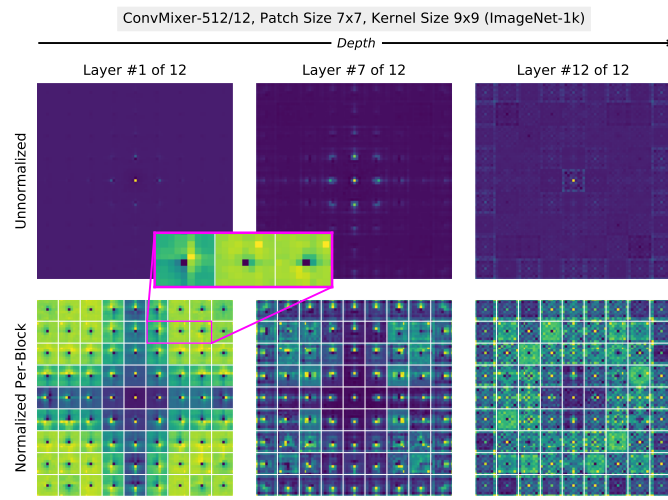 ConvMixer-512/12, Patch Size 7x7, Kernel Size 9x9 (ImageNet-1k)
Depth
Layer #1 of 12
Layer #7 of 12
Layer #12 of 12
Unnormalized
Normalized Per-Block